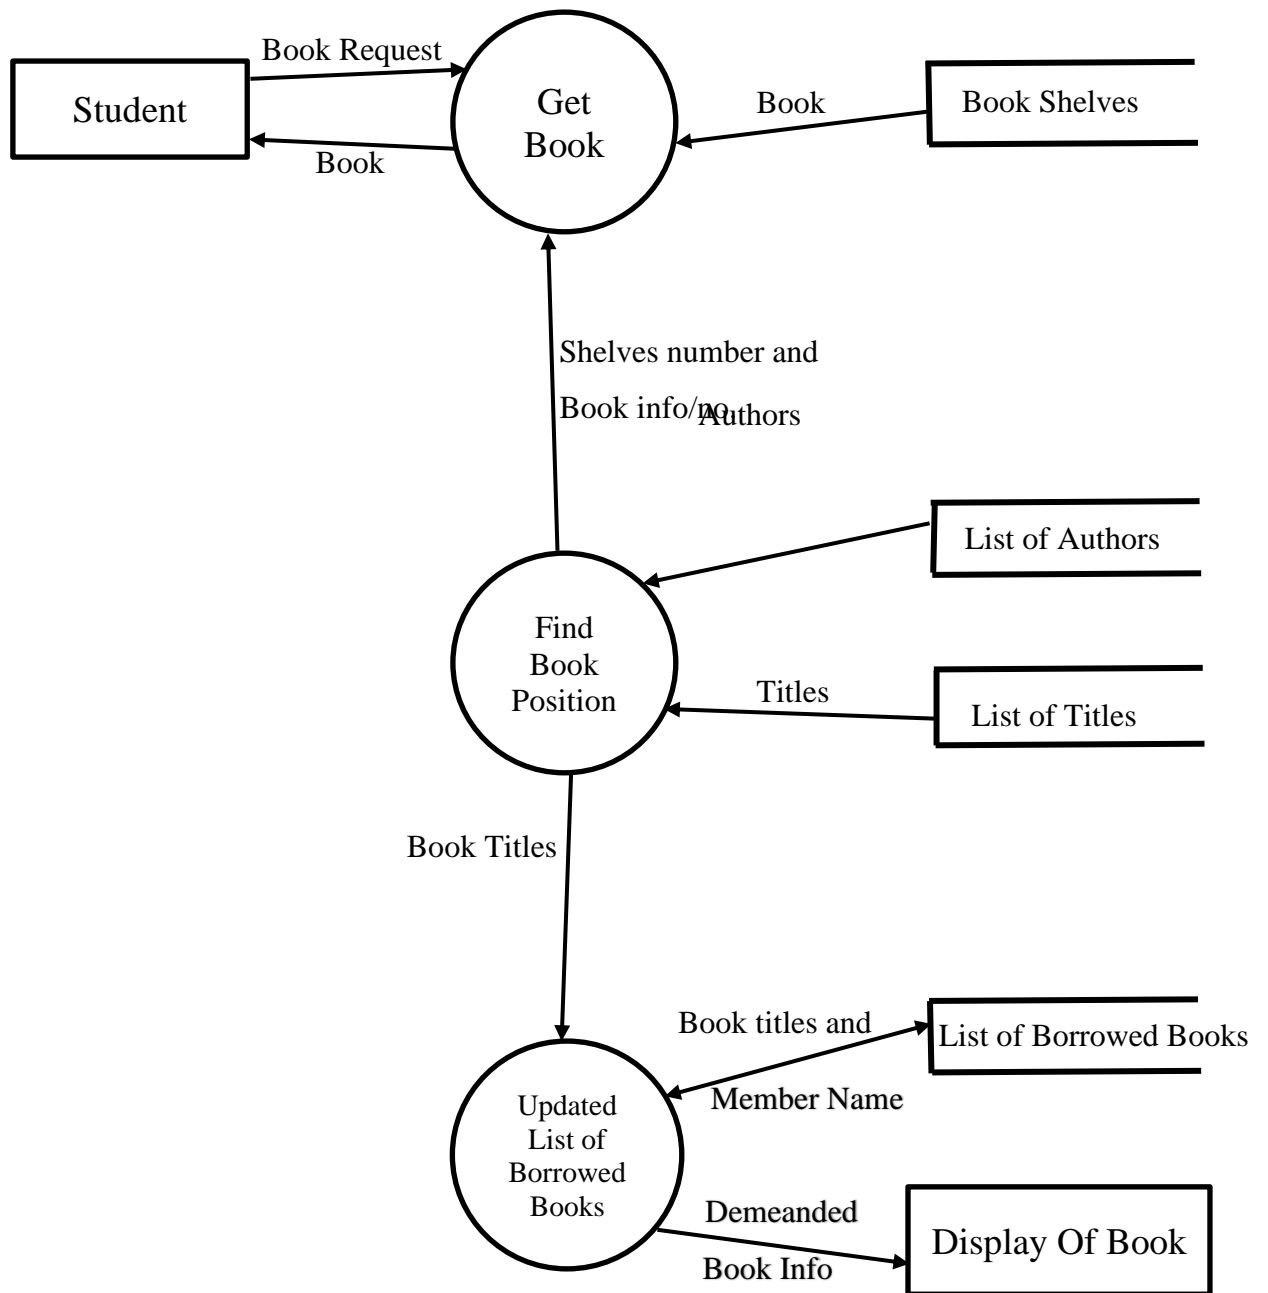 Book Request
Student
Get
Book
Book
Book Shelves
Book
Shelves number and
Book info/no.
Authors
List of Authors
Find
Book
Position
Titles
List of Titles
Book Titles
Book titles and
List of Borrowed Books
Member Name
Updated
List of
Borrowed
Books
Demeanded
Display Of Book
Book Info